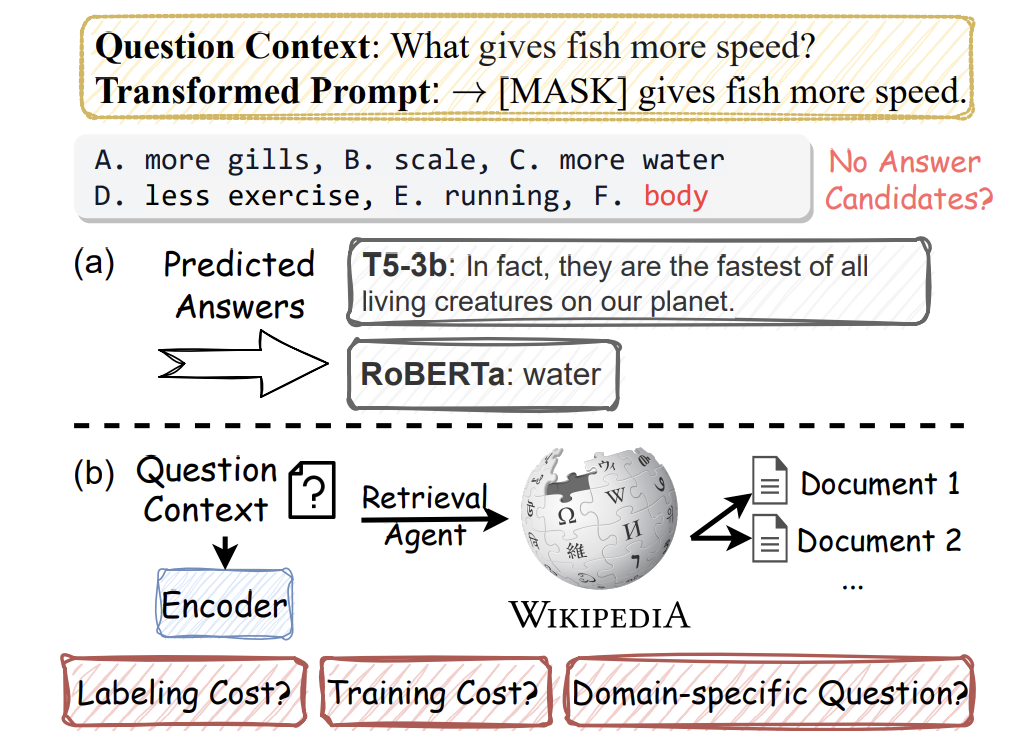 Question Context: What gives fish more speed?
Transformed Prompt: → [MASK] gives fish more speed.
A. more gills, B. scale, C. more water
D. less exercise, E. running, F. body
No Answer
Candidates?
(a)
Predicted
Answers
T5-3b: In fact, they are the fastest of all
living creatures on our planet.
RoBERTa: water
(b)
Question
Context
?
Encoder
Retrieval
Agent
Ω
W
И
維
ウィ
7
WIKIPEDIA
Document 1
Document 2
...
Labeling Cost?
Training Cost?
Domain-specific Question?